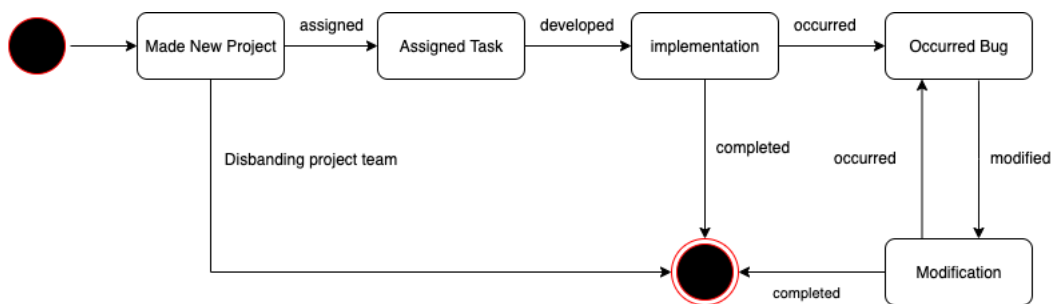 assigned
developed
occurred
Made New Project
Assigned Task
implementation
Occurred Bug
completed
Disbanding project team
occurred
modified
Modification
completed